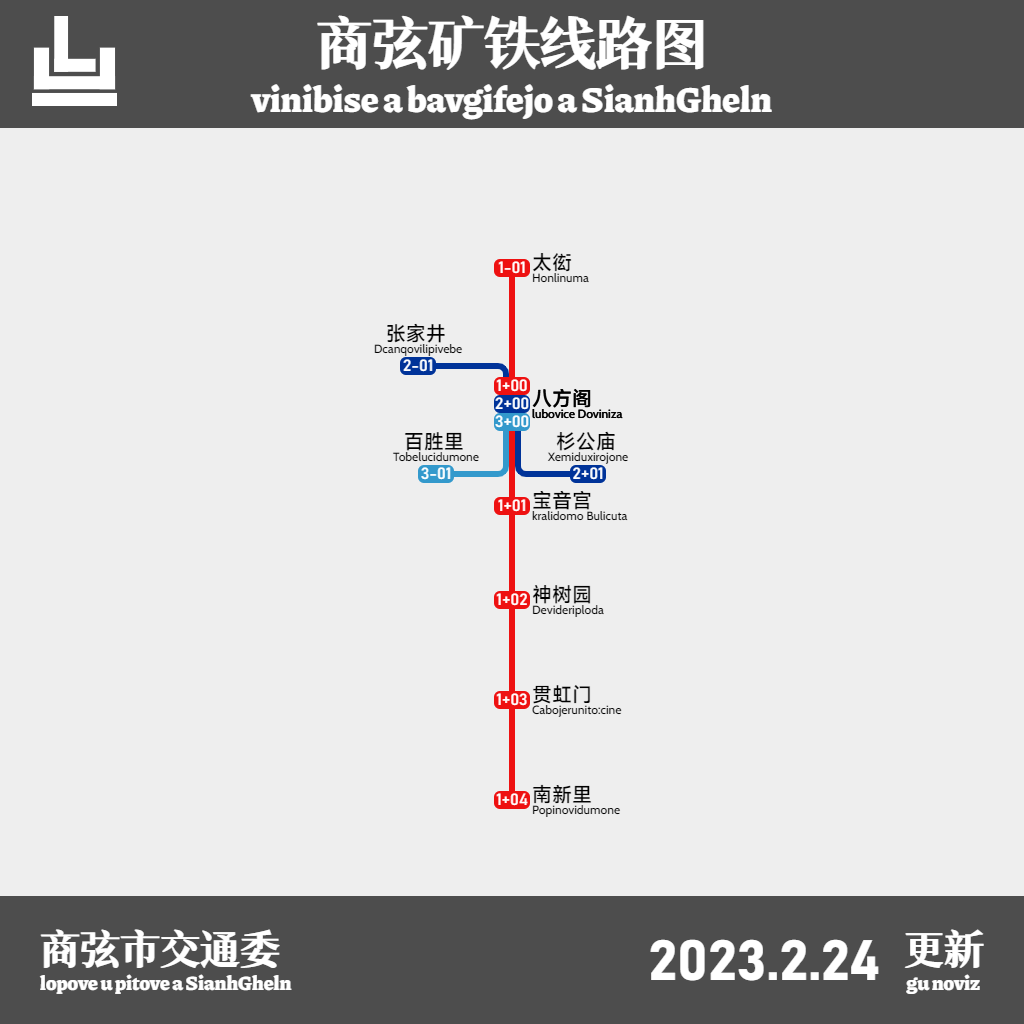 商弦矿铁线路图
vinibise a bavgifejo a SianhGheln
1-01
太衒
Honlinuma
张家井
Dcanqovilipivebe
2-01
1+00
2+00
3+00
八方阁
lubovice Doviniza
百胜里
Tobelucidumone
3-01
杉公庙
Xemiduxirojone
2+01
1+01
宝音宫
kralidomo Bulicuta
1+02
神树园
Devideriploda
1+03
贯虹门
Cabojerunito:cine
1+04
南新里
Popinovidumone
商弦市交通委
lopove u pitove a SianhGheln
2023.2.24
更新
gu noviz